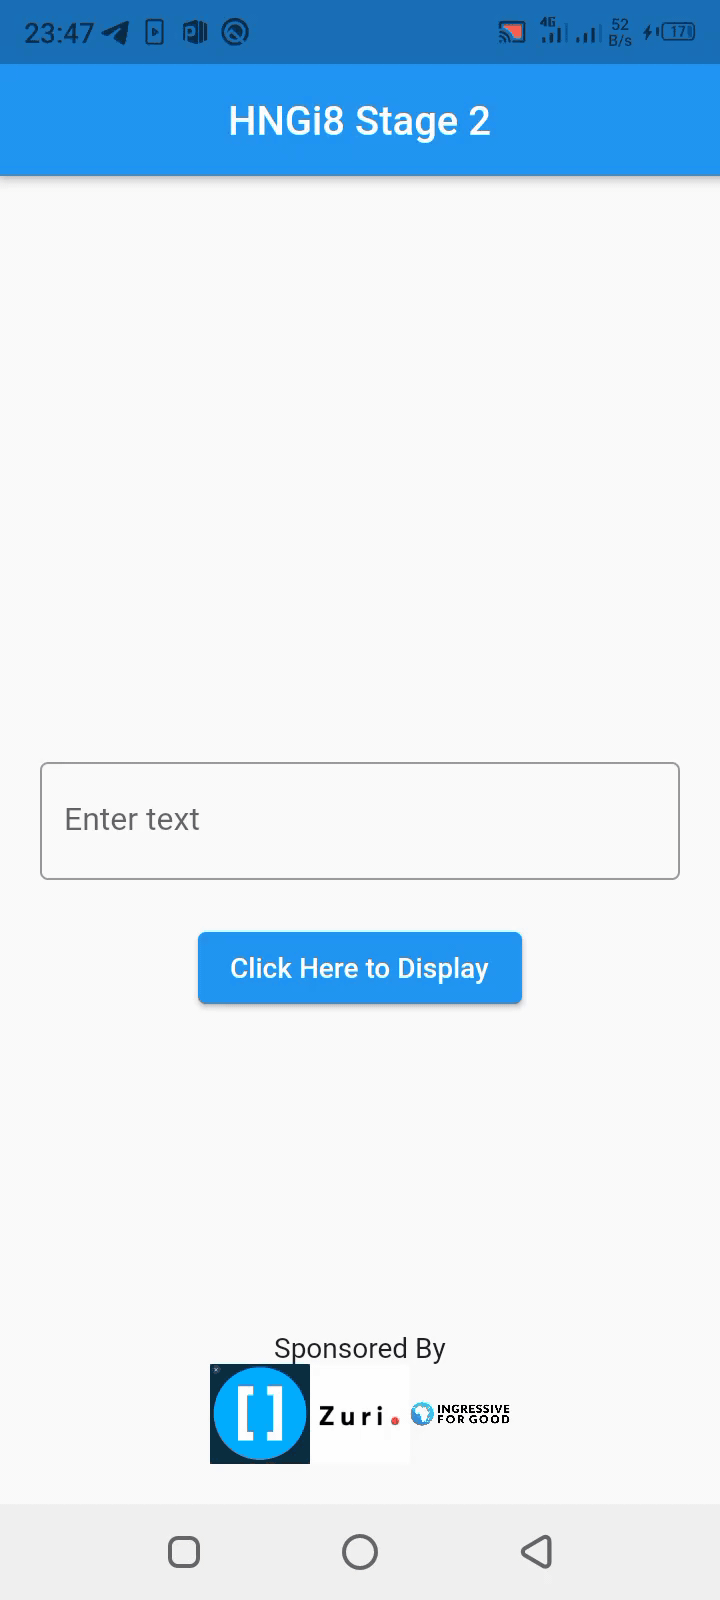 23:47 4G 52 B/s 17
HNGi8 Stage 2
Enter text
Click Here to Display
Sponsored By
[ ] Zuri. INGRESSIVE
FOR GOOD